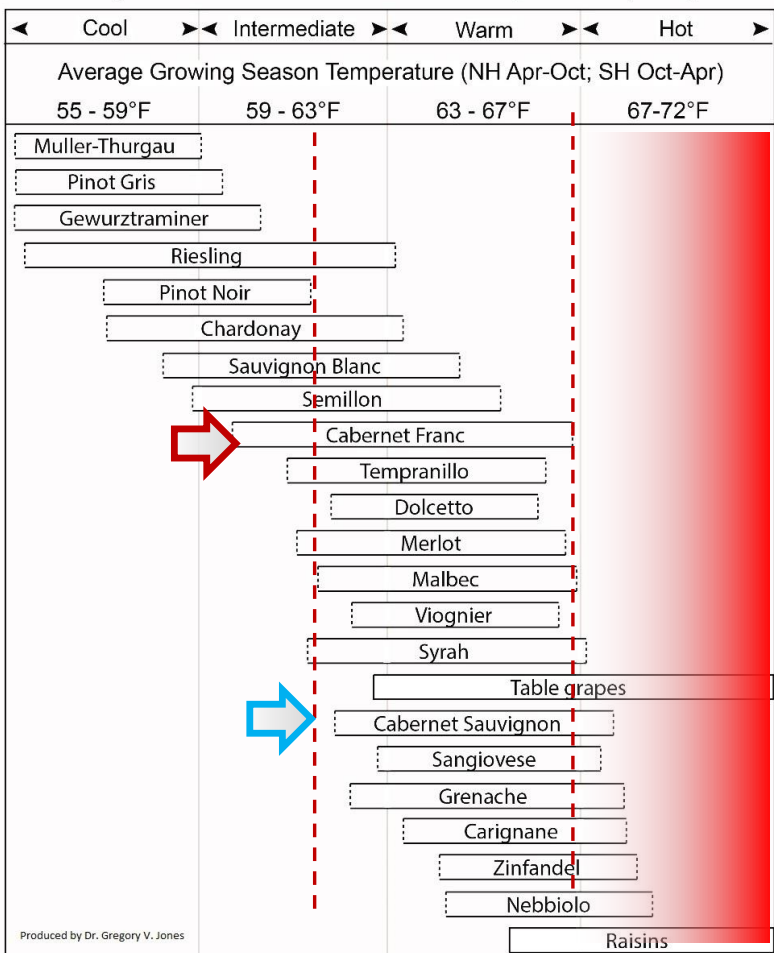 Cool Intermediate Warm Hot
Average Growing Season Temperature (NH Apr-Oct; SH Oct-Apr)
55 - 59°F 59 - 63°F 63 - 67°F 67-72°F
Muller-Thurgau
Pinot Gris
Gewurztraminer
Riesling
Pinot Noir
Chardonay
Sauvignon Blanc
Semillon
Cabernet Franc
Tempranillo
Dolcetto
Merlot
Malbec
Viognier
Syrah
Table grapes
Cabernet Sauvignon
Sangiovese
Grenache
Carignane
Zinfandel
Nebbiolo
Produced by Dr. Gregory V. Jones
Raisins